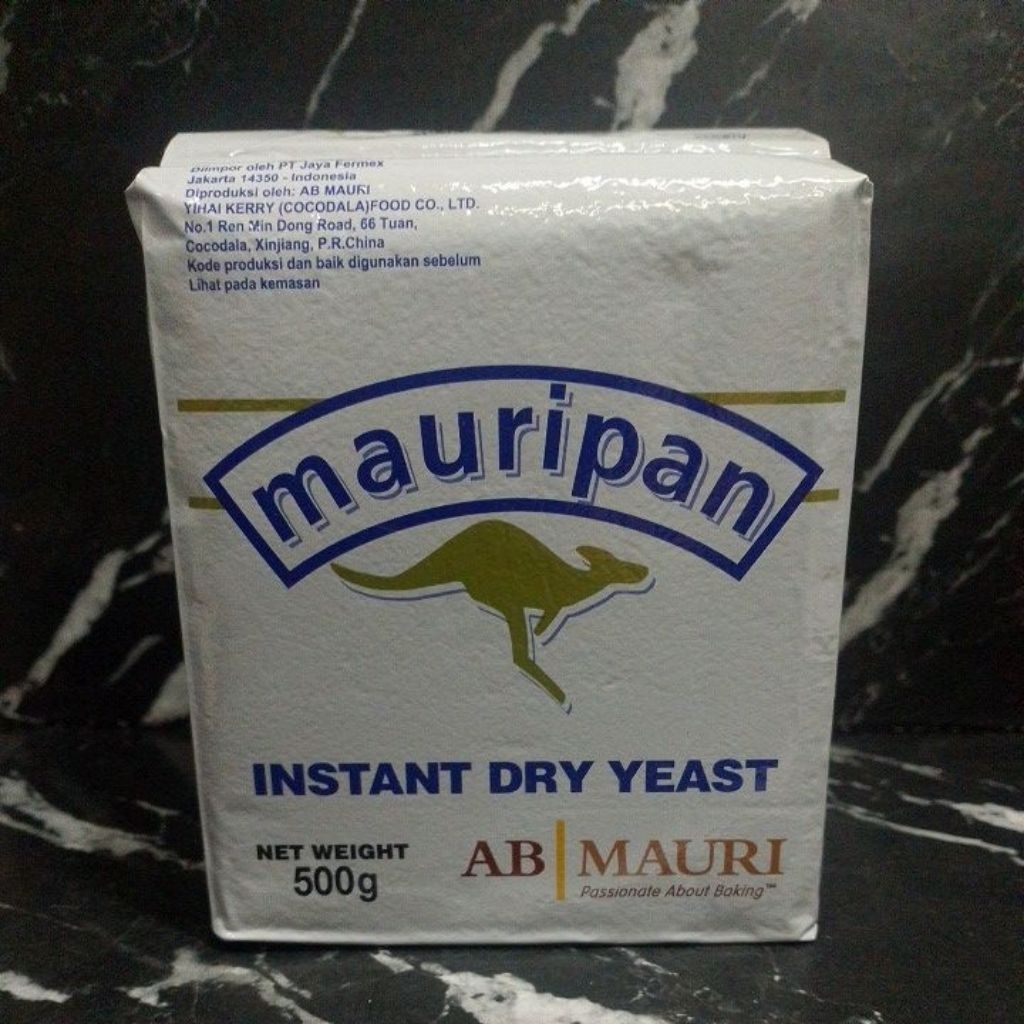 Diimpor oleh PT Jaya Fermex
Jakarta 14350 - Indonesia
Diproduksi oleh: AB MAURI
YIHAI KERRY (COCODALA)FOOD CO., LTD.
No.1 Ren Min Dong Road, 66 Tuan,
Cocodala, Xinjiang, P.R.China
Kode produksi dan baik digunakan sebelum
Lihat pada kemasan
mauripan
INSTANT DRY YEAST
NET WEIGHT
500g
AB MAURI
Passionate About Baking™